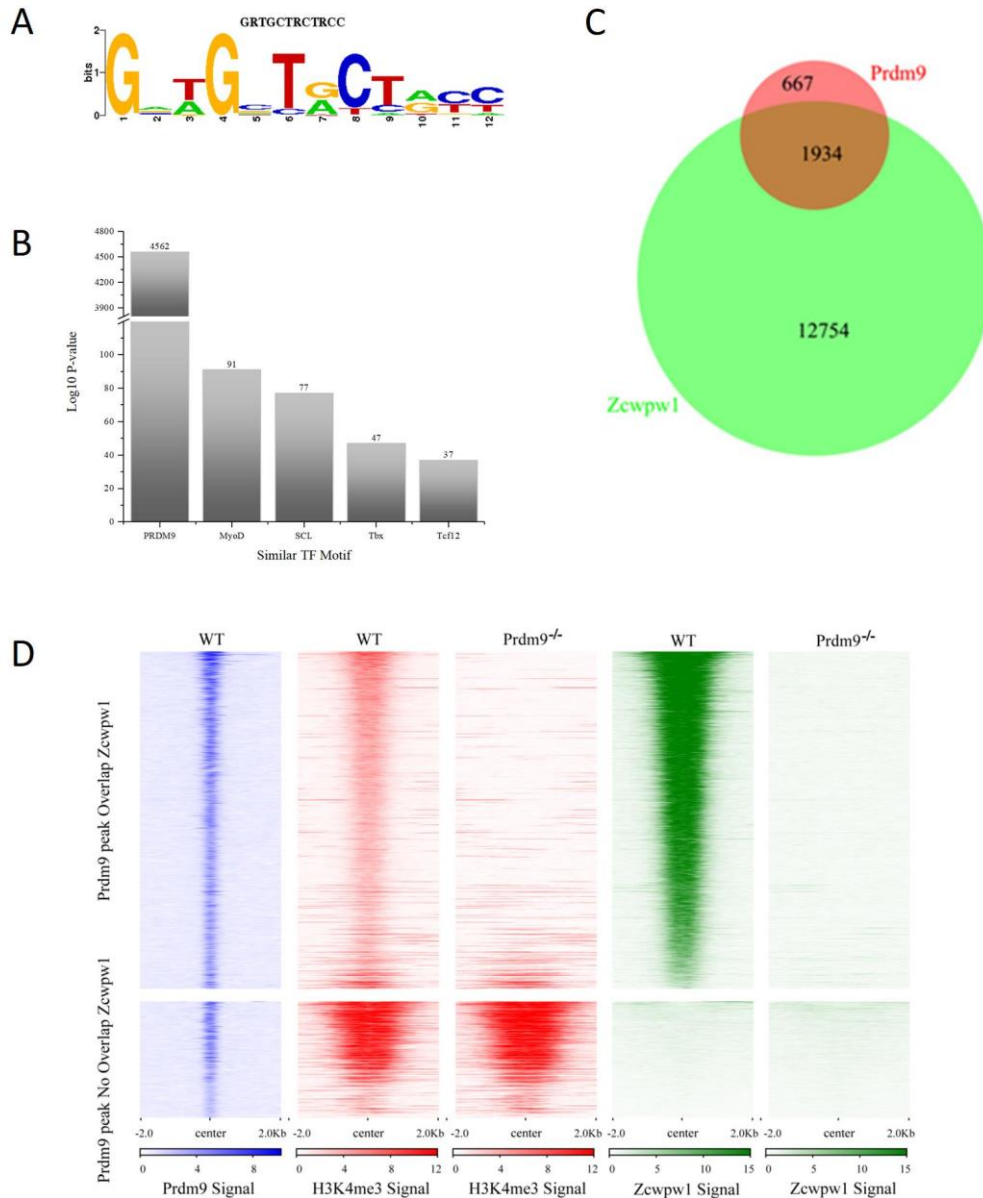 A
GRTGCTRCTRCC
bits
2
1
0
1 2 3 4 5 6 7 8 9 10 11 12
B
Log10 P-value
4800
4500
4200
3900
100
80
60
40
20
0
4562
91
77
47
37
PRDM9 MyoD SCL Tbx Tcf12
Similar TF Motif
C
667
Prdm9
1934
12754
Zcwpw1
D
WT WT Prdm9-/- WT Prdm9-/-
Prdm9 peak Overlap Zcwpw1
Prdm9 peak No Overlap Zcwpw1
-2.0 center 2.0Kb -2.0 center 2.0Kb -2.0 center 2.0Kb -2.0 center 2.0Kb -2.0 center 2.0Kb
0 4 8 0 4 8 12 0 4 8 12 0 5 10 15 0 5 10 15
Prdm9 Signal H3K4me3 Signal H3K4me3 Signal Zcwpw1 Signal Zcwpw1 Signal